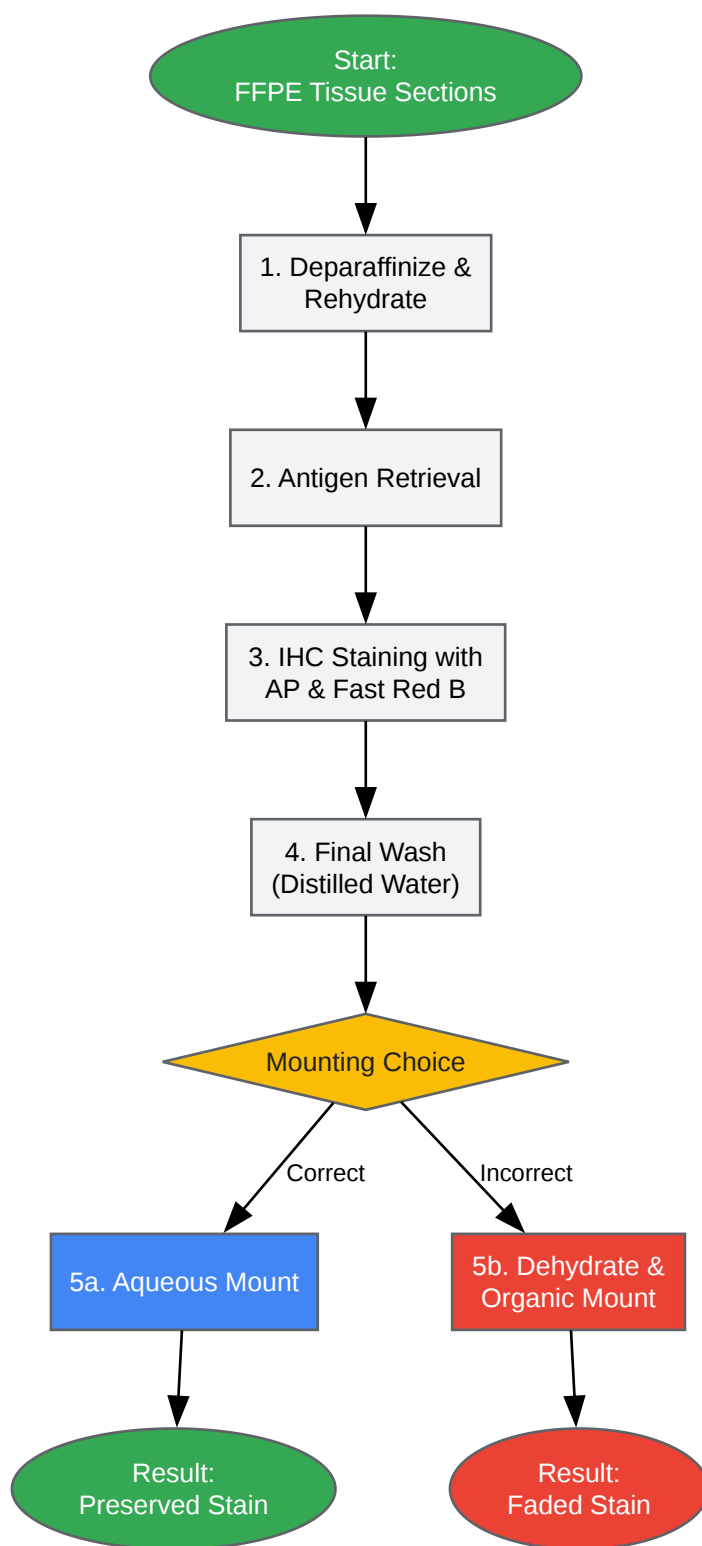 Start:
FFPE Tissue Sections
1. Deparaffinize &
Rehydrate
2. Antigen Retrieval
3. IHC Staining with
AP & Fast Red B
4. Final Wash
(Distilled Water)
Mounting Choice
Correct
Incorrect
5a. Aqueous Mount
5b. Dehydrate &
Organic Mount
Result:
Preserved Stain
Result:
Faded Stain